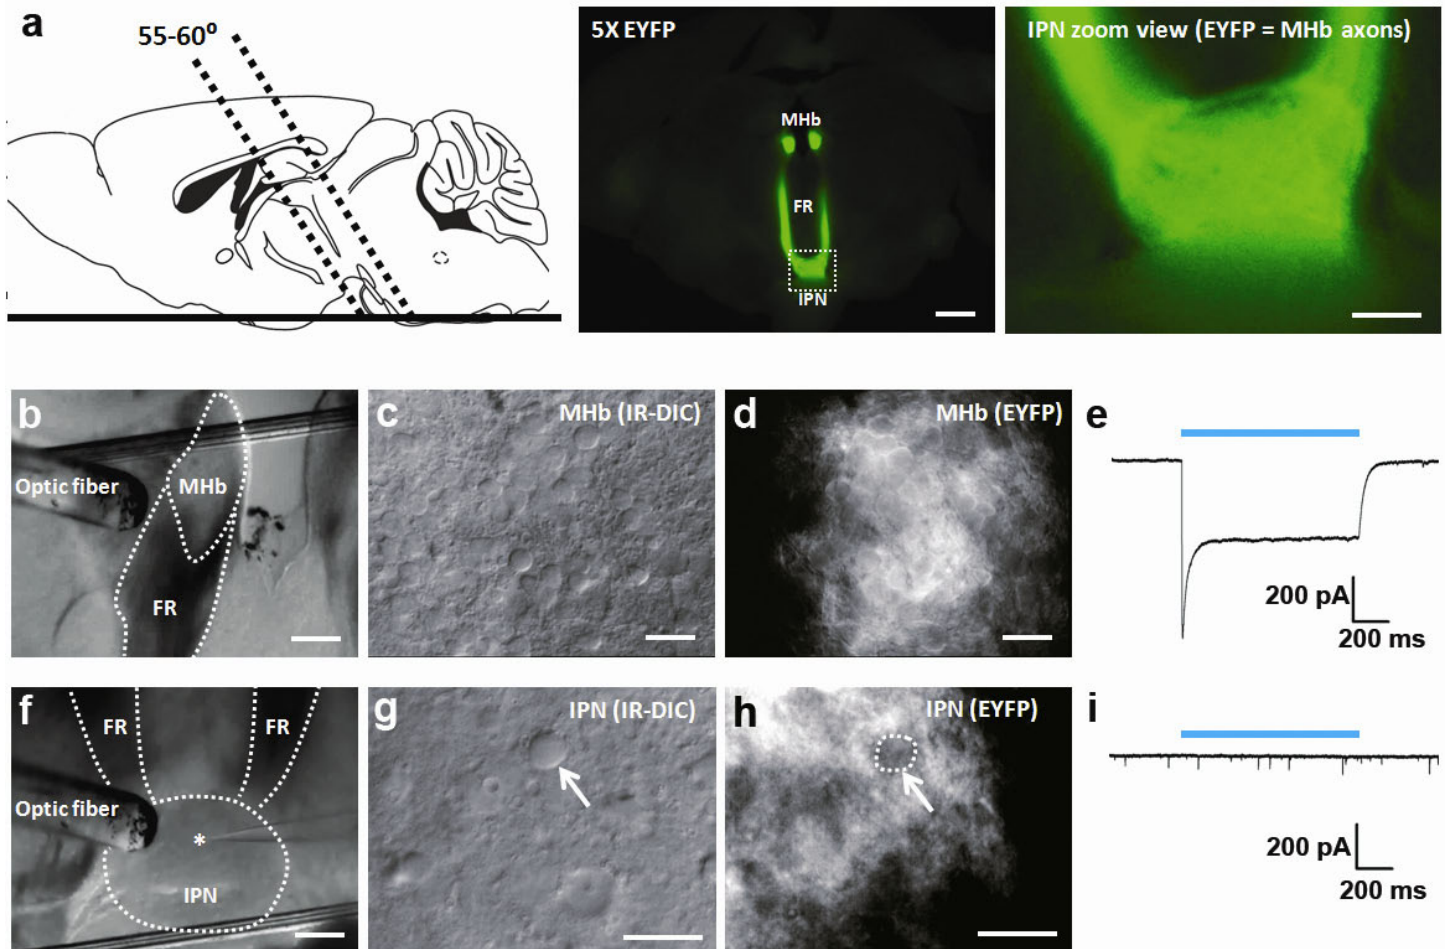 a
55-60⁰
5X EYFP
MHb
FR
IPN
IPN zoom view (EYFP = MHb axons)
b
Optic fiber
MHb
FR
c
MHb (IR-DIC)
d
MHb (EYFP)
e
200 pA
200 ms
f
FR
FR
Optic fiber
*
IPN
g
IPN (IR-DIC)
h
IPN (EYFP)
i
200 pA
200 ms